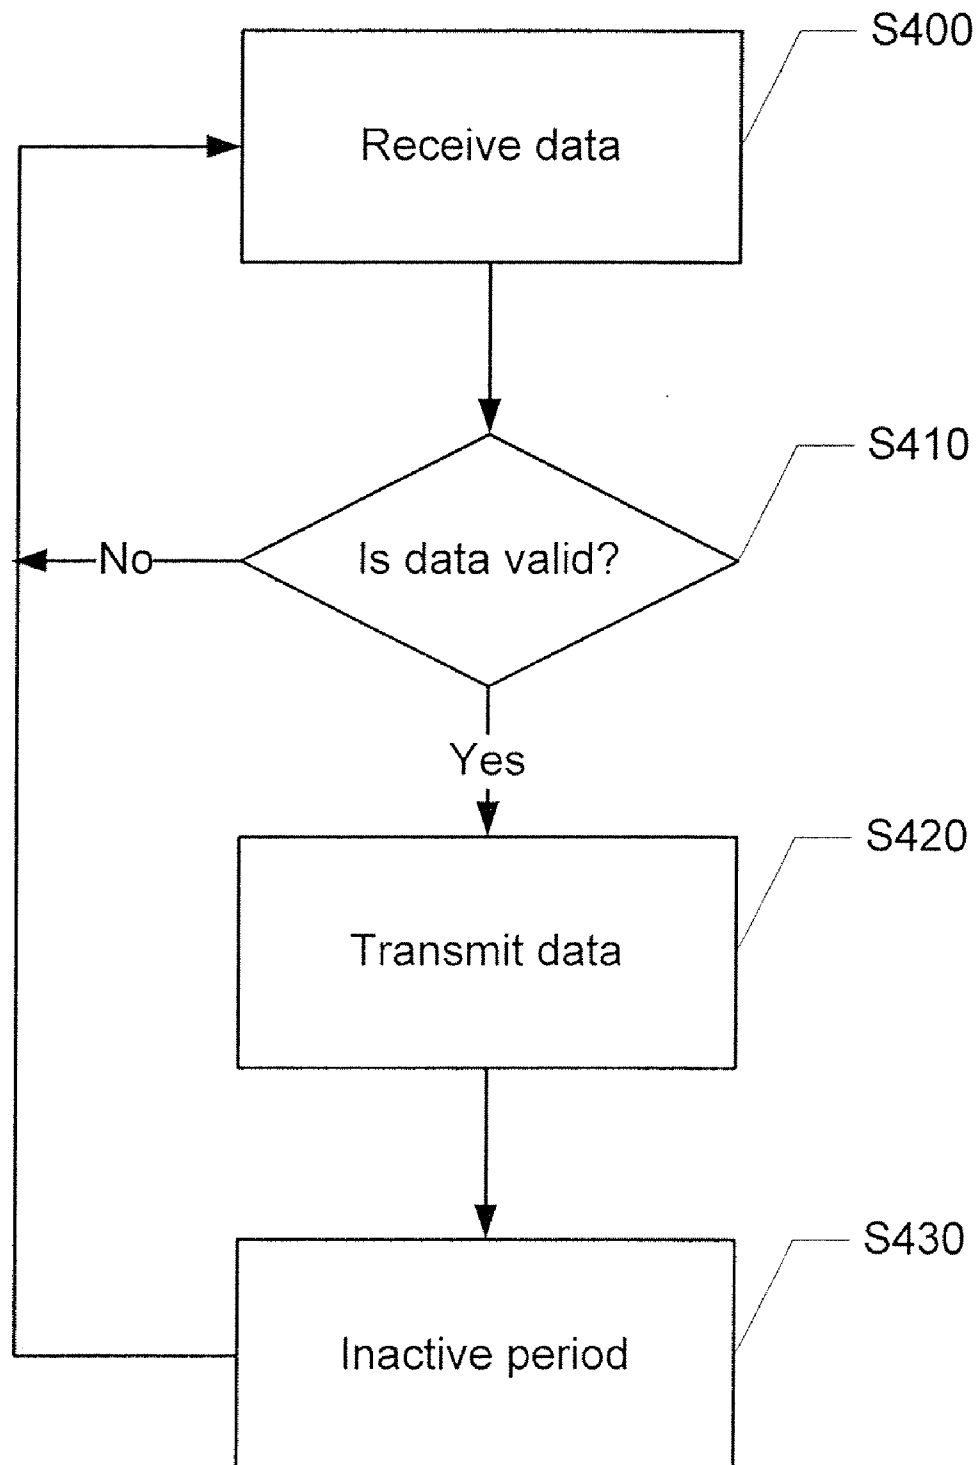 S400
Receive data
S410
Is data valid?
No
Yes
S420
Transmit data
S430
Inactive period